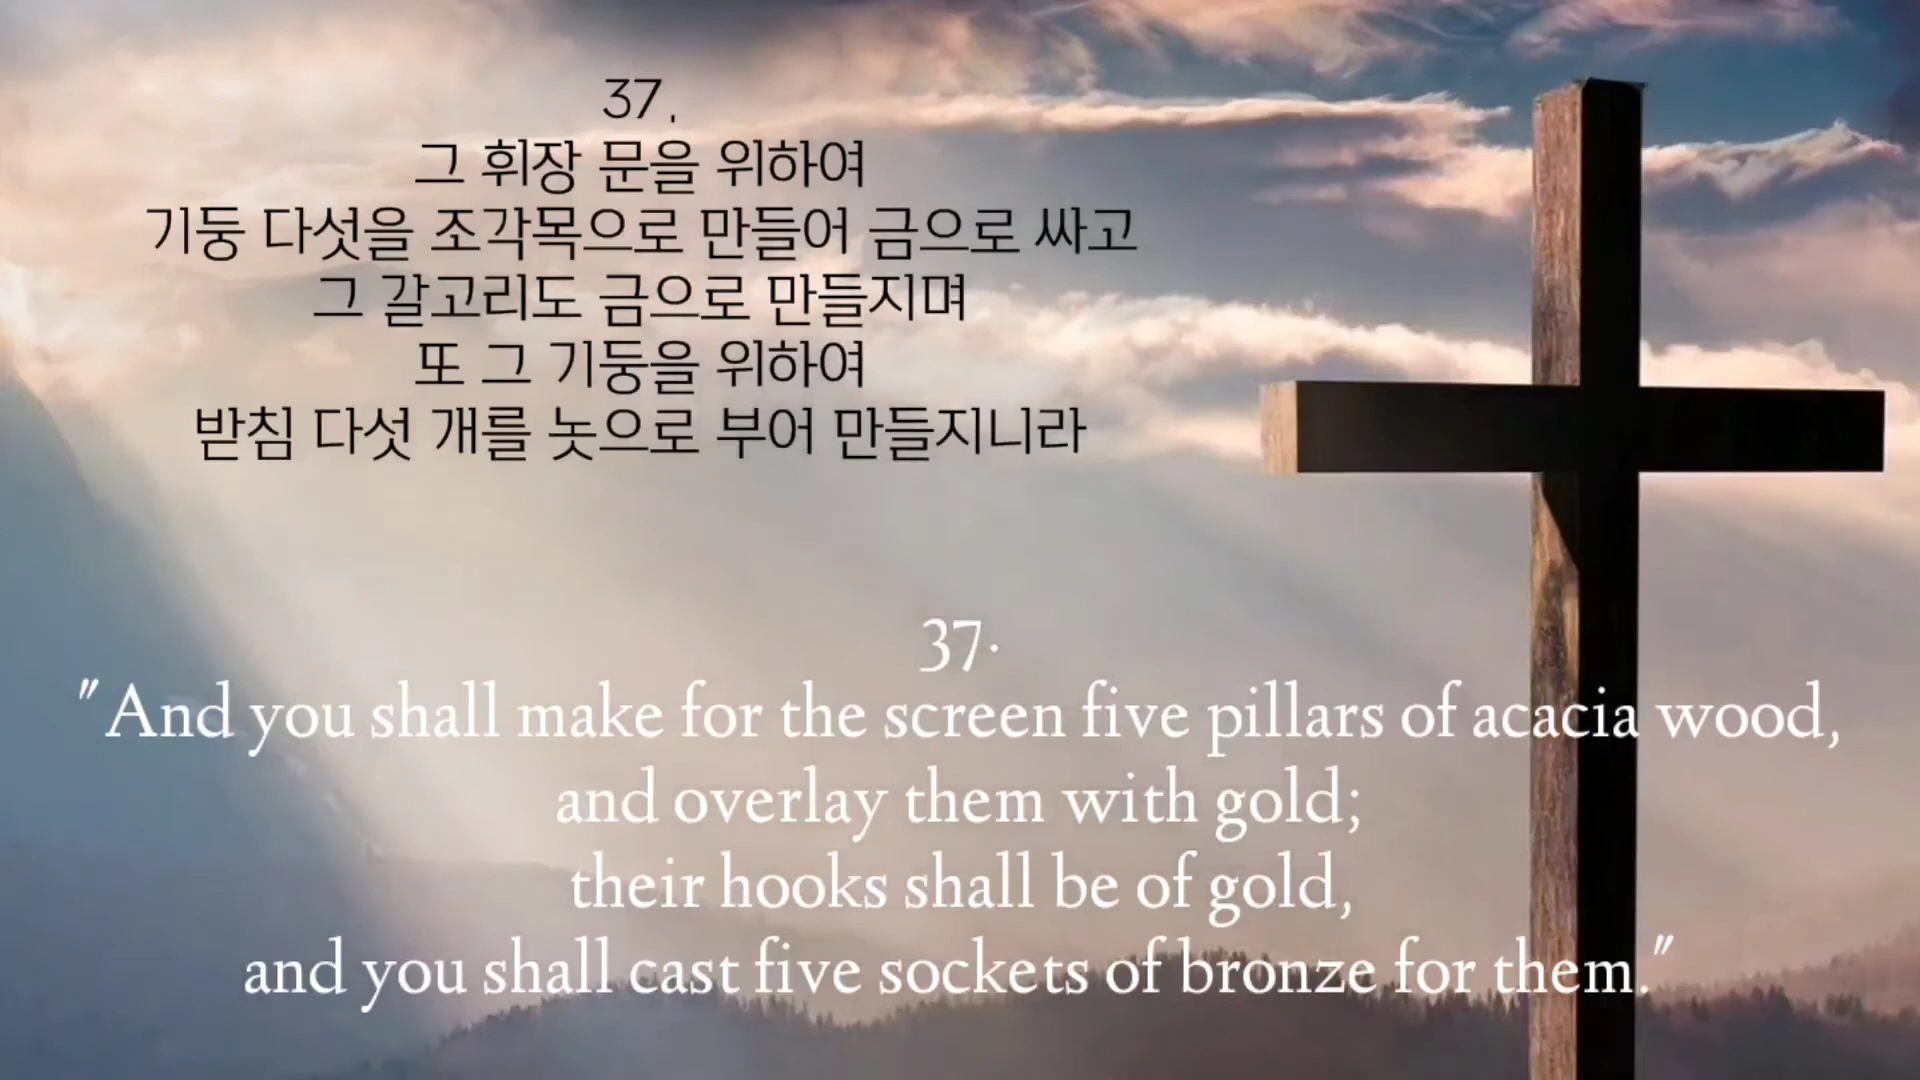 37.
그 휘장 문을 위하여
기둥 다섯을 조각목으로 만들어 금으로 싸고
그 갈고리도 금으로 만들지며
또 그 기둥을 위하여
받침 다섯 개를 놋으로 부어 만들지니라
37.
"And you shall make for the screen five pillars of acacia wood,
and overlay them with gold;
their hooks shall be of gold,
and you shall cast five sockets of bronze for them."